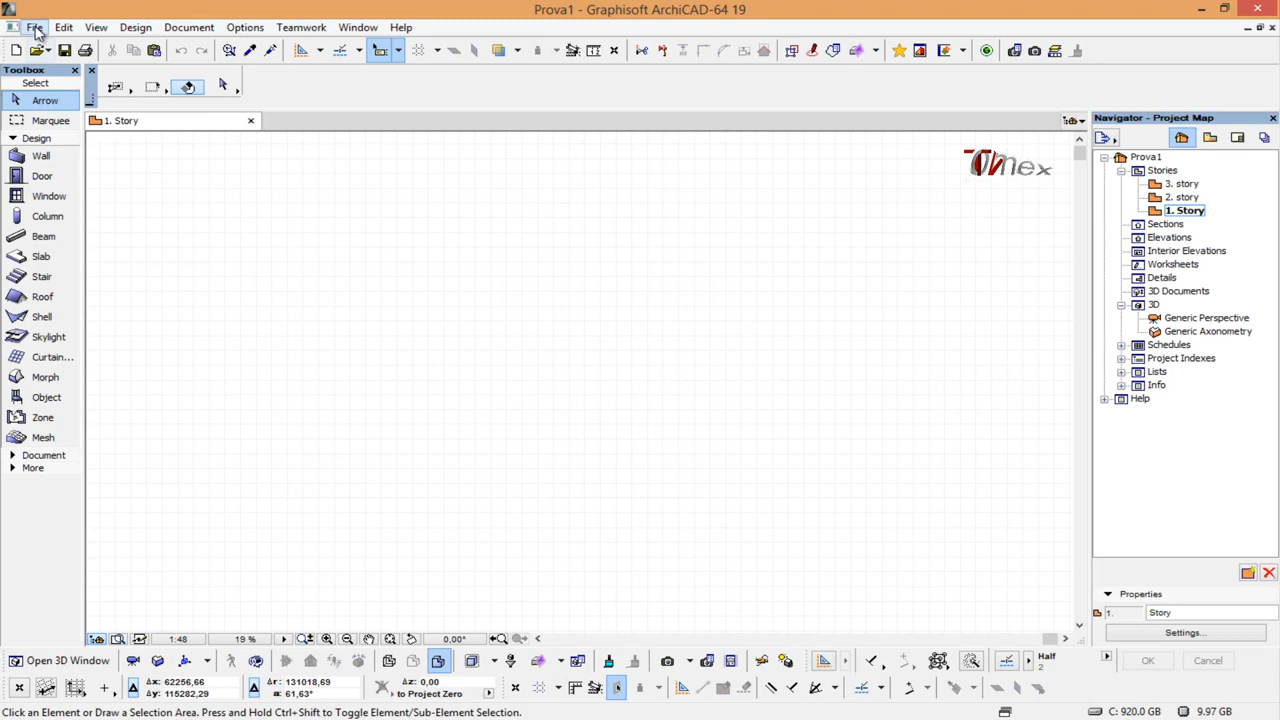 Prova1 - Graphisoft ArchiCAD-64 19
File Edit View Design Document Options Teamwork Window Help
Toolbox
Select
Arrow
Marquee
Design
Wall
Door
Window
Column
Beam
Slab
Stair
Roof
Shell
Skylight
Curtain...
Morph
Object
Zone
Mesh
Document
More
1. Story
Navigator - Project Map
Prova1
Stories
3. story
2. story
1. Story
Sections
Elevations
Interior Elevations
Worksheets
Details
3D Documents
3D
Generic Perspective
Generic Axonometry
Schedules
Project Indexes
Lists
Info
Help
Properties
1. Story
Settings...
OK Cancel
1:48 19 % 0,00°
Open 3D Window
Half
2
Δx: 62256,66
Δy: 115282,29
Δr: 131018,69
a: 61,63°
Δz: 0,00
to Project Zero
Click an Element or Draw a Selection Area. Press and Hold Ctrl+Shift to Toggle Element/Sub-Element Selection.
C: 920.0 GB 9.97 GB